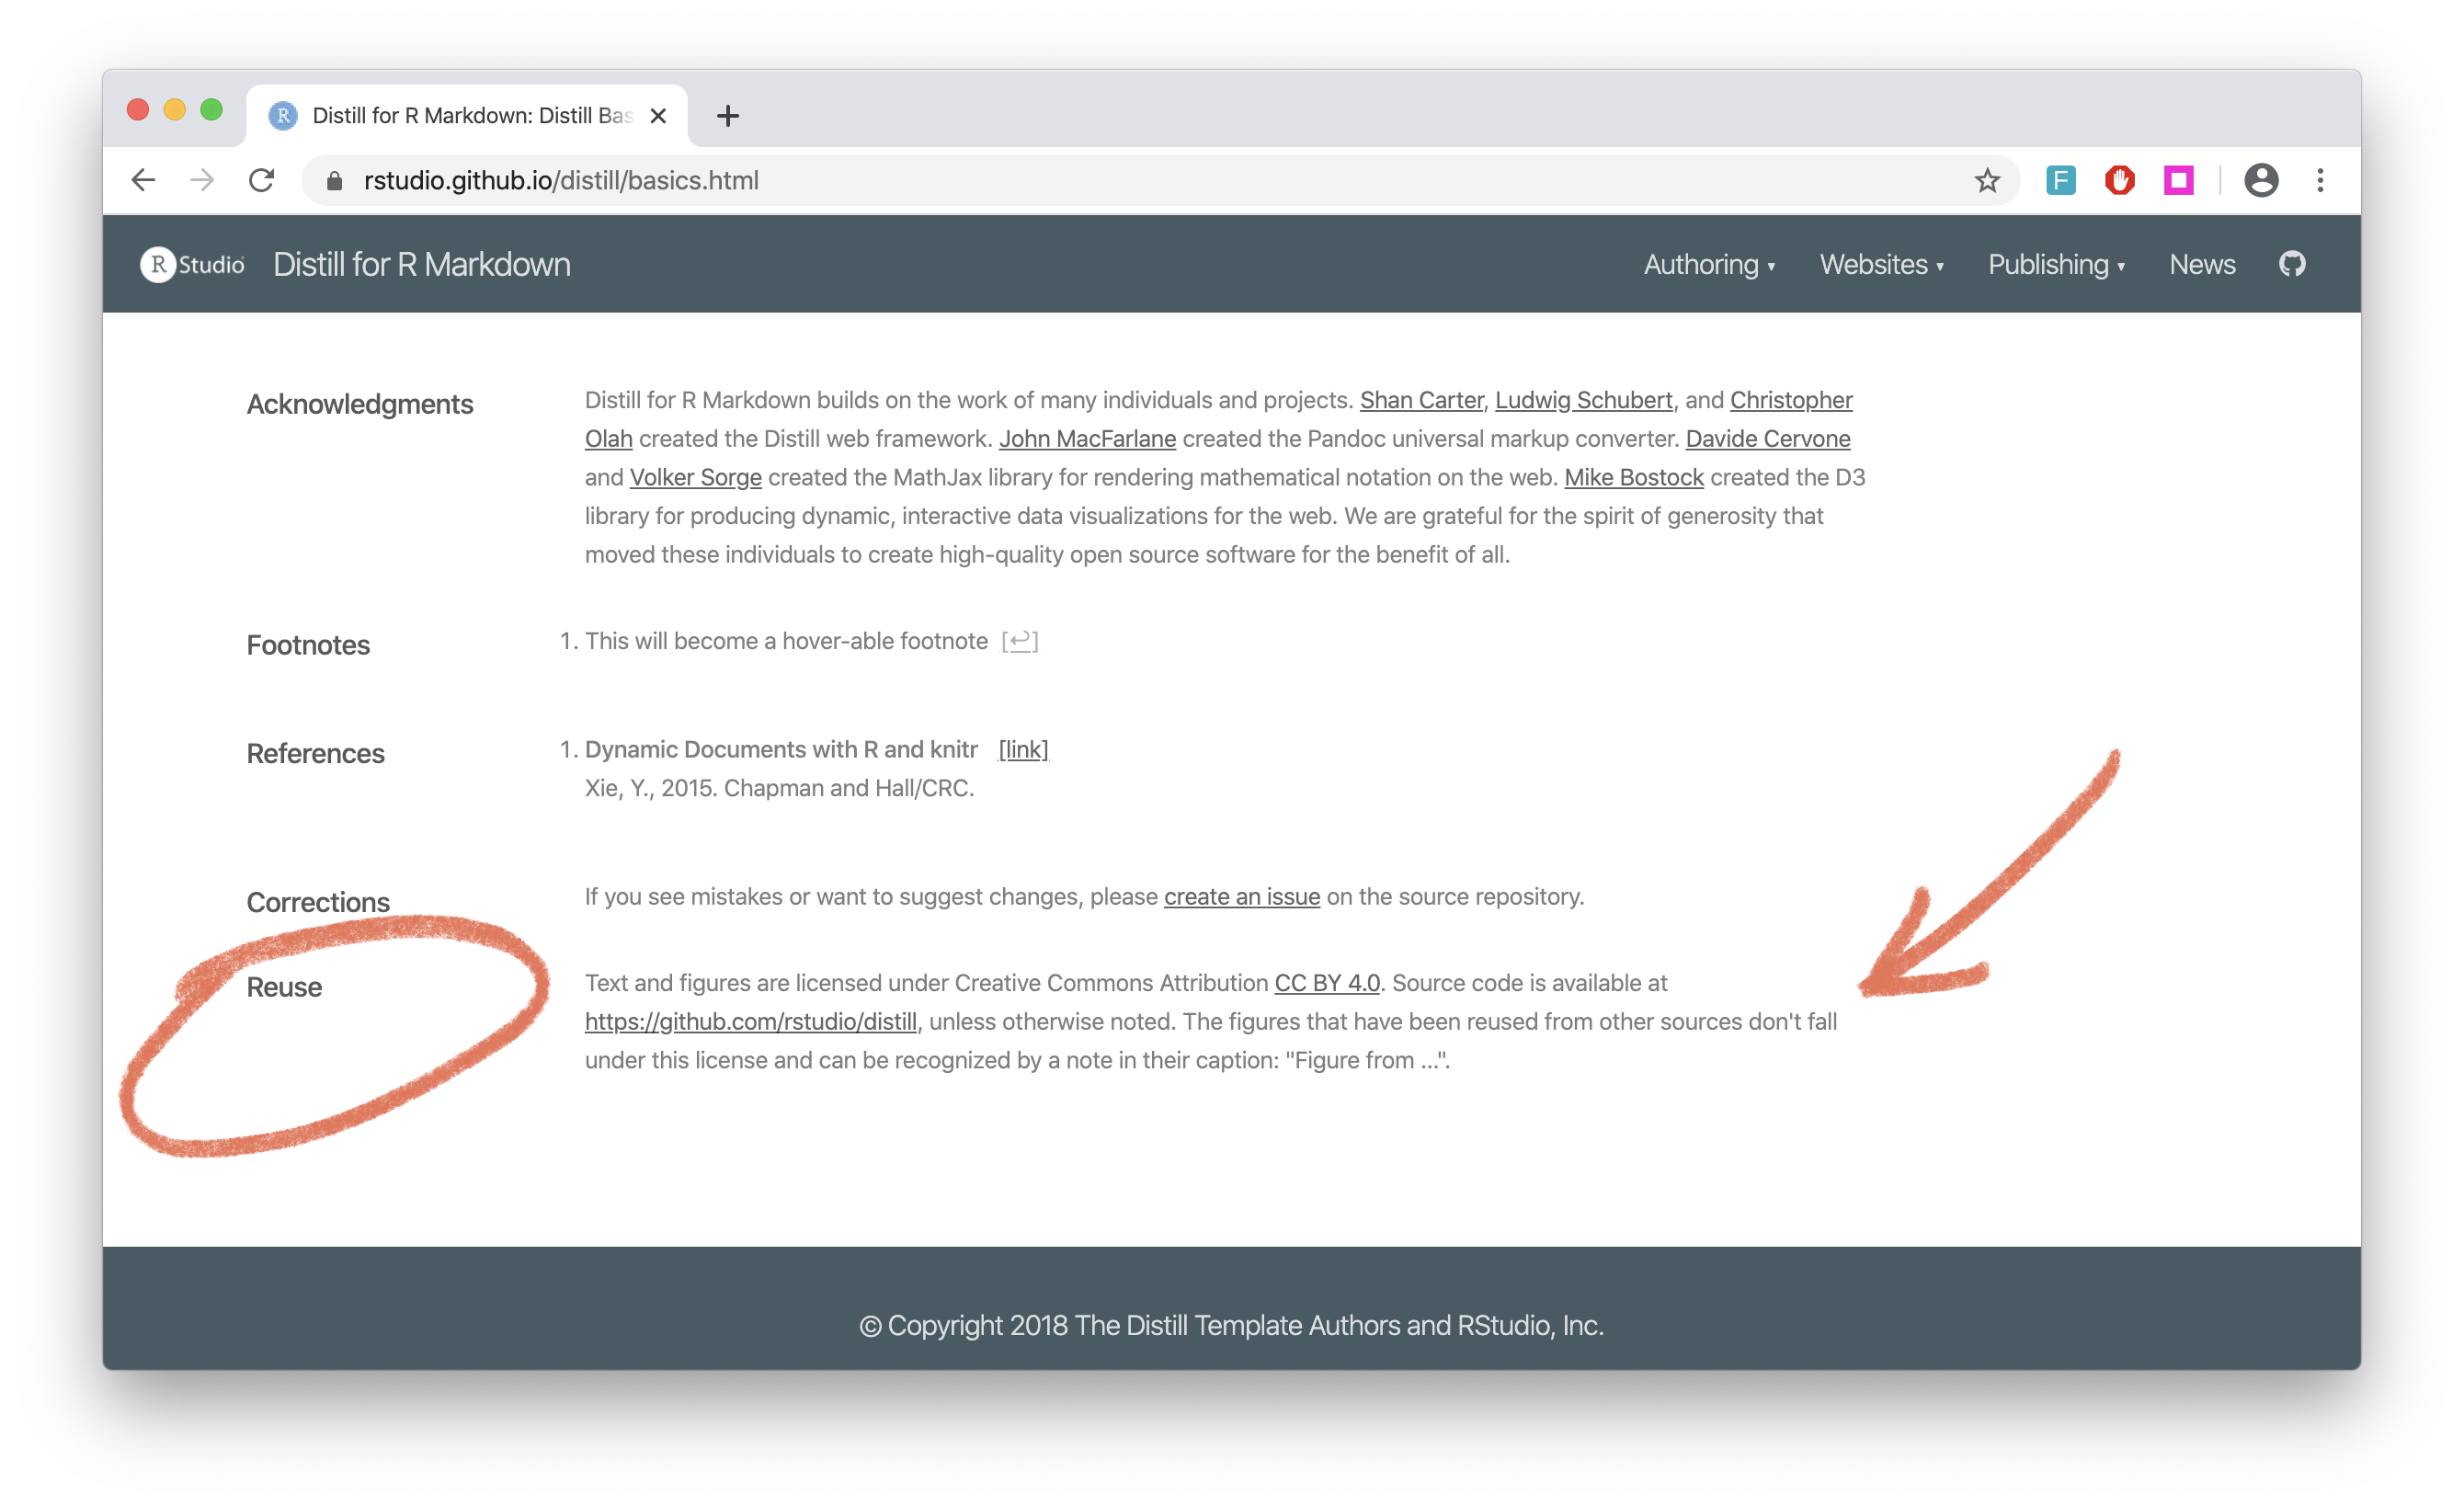 Distill for R Markdown: Distill Bas
rstudio.github.io/distill/basics.html
F
R Studio Distill for R Markdown Authoring ▾ Websites ▾ Publishing ▾ News
Acknowledgments
Distill for R Markdown builds on the work of many individuals and projects. Shan Carter, Ludwig Schubert, and Christopher
Olah created the Distill web framework. John MacFarlane created the Pandoc universal markup converter. Davide Cervone
and Volker Sorge created the MathJax library for rendering mathematical notation on the web. Mike Bostock created the D3
library for producing dynamic, interactive data visualizations for the web. We are grateful for the spirit of generosity that
moved these individuals to create high-quality open source software for the benefit of all.
Footnotes
1. This will become a hover-able footnote [↩]
References
1. Dynamic Documents with R and knitr [link]
Xie, Y., 2015. Chapman and Hall/CRC.
Corrections
If you see mistakes or want to suggest changes, please create an issue on the source repository.
Reuse
Text and figures are licensed under Creative Commons Attribution CC BY 4.0. Source code is available at
https://github.com/rstudio/distill, unless otherwise noted. The figures that have been reused from other sources don't fall
under this license and can be recognized by a note in their caption: "Figure from ...".
© Copyright 2018 The Distill Template Authors and RStudio, Inc.